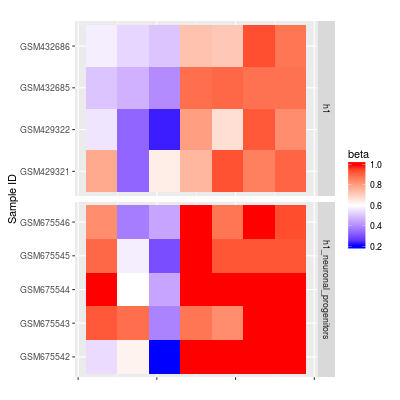 Sample ID
GSM432686
GSM432685
GSM429322
GSM429321
h1
GSM675546
GSM675545
GSM675544
GSM675543
GSM675542
h1_neuronal_progenitors
beta
1.0
0.8
0.6
0.4
0.2